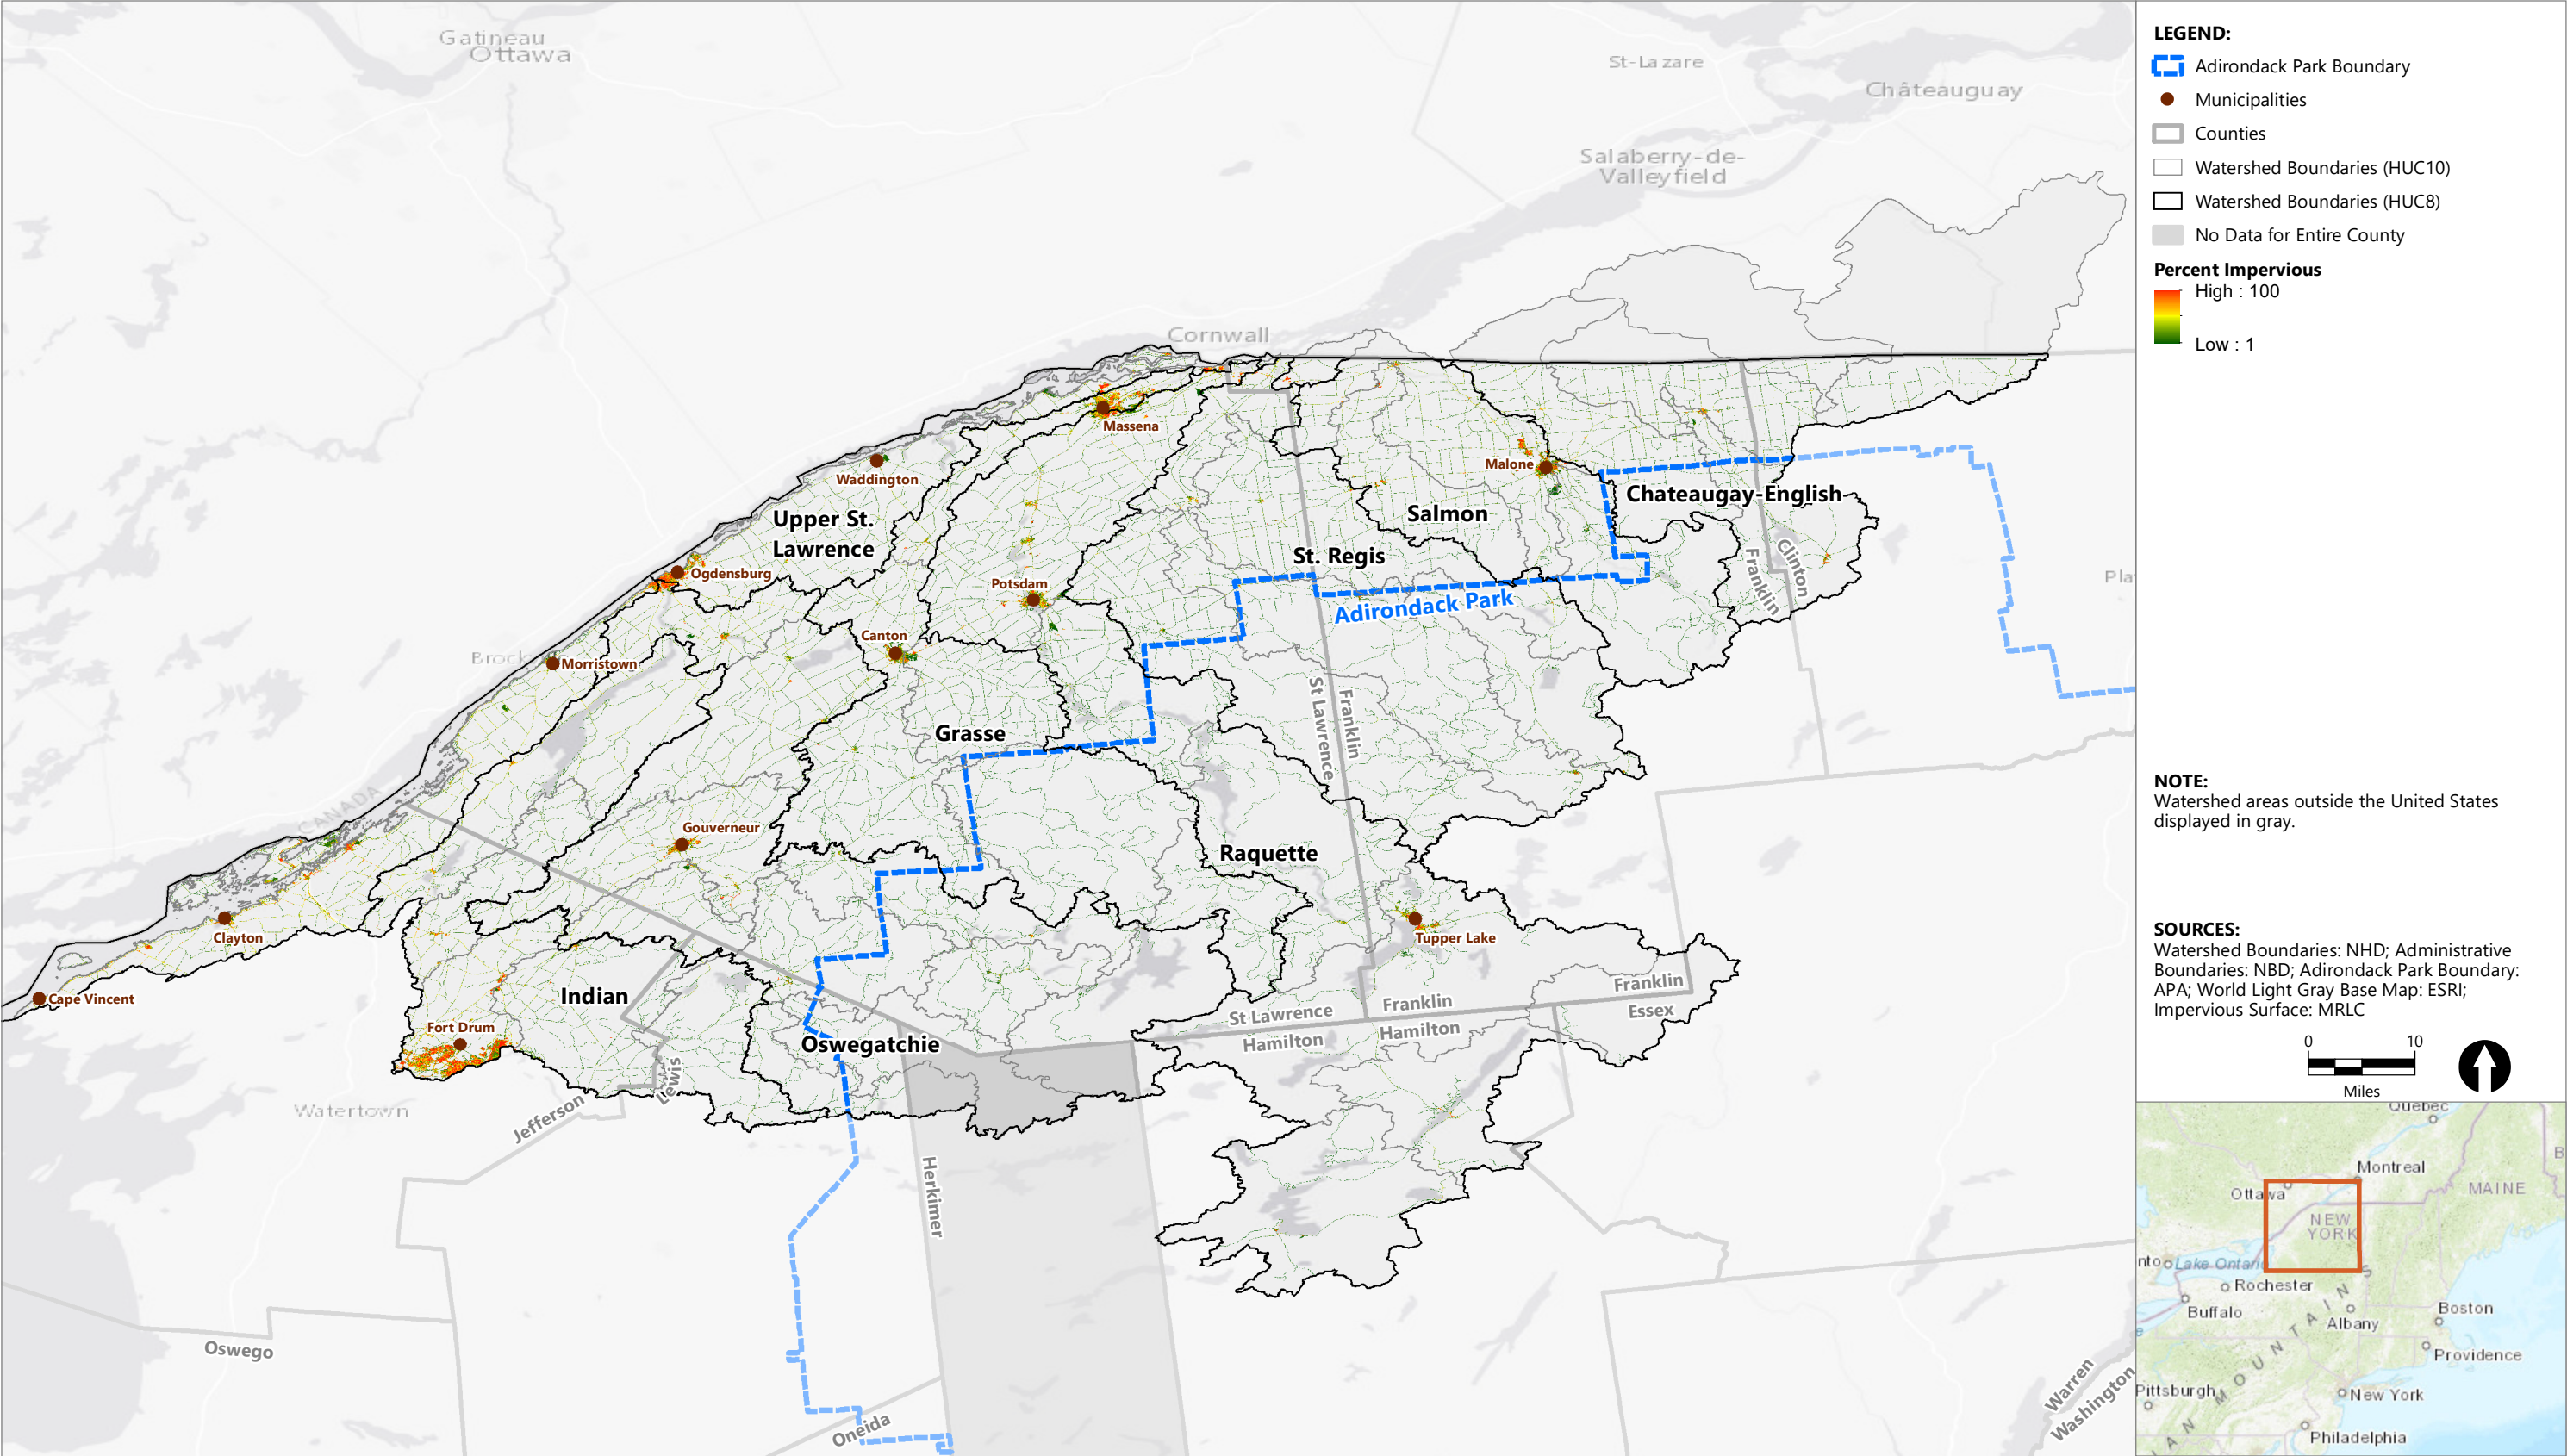 Gatineau
Ottawa
St-Lazare
Châteauguay
Salaberry-de-
Valleyfield
Cornwall
Massena
Waddington
Malone
Chateaugay-English
Upper St.
Lawrence
Salmon
St. Regis
Ogdensburg
Potsdam
Adirondack Park
Franklin
Clinton
Canton
Morristown
St Lawrence
Franklin
Grasse
CANADA
Gouverneur
Raquette
Clayton
Tupper Lake
Cape Vincent
Indian
Franklin
Franklin
Essex
St Lawrence
Hamilton
Hamilton
Fort Drum
Oswegatchie
Lewis
Jefferson
Watertown
Herkimer
Oswego
Oneida
Warren
Washington
LEGEND:
Adirondack Park Boundary
Municipalities
Counties
Watershed Boundaries (HUC10)
Watershed Boundaries (HUC8)
No Data for Entire County
Percent Impervious
High : 100
Low : 1
NOTE:
Watershed areas outside the United States
displayed in gray.
SOURCES:
Watershed Boundaries: NHD; Administrative
Boundaries: NBD; Adirondack Park Boundary:
APA; World Light Gray Base Map: ESRI;
Impervious Surface: MRLC
0 10
Miles
Quebec
Montreal
Ottawa
MAINE
NEW
YORK
Lake Ontari
Rochester
Buffalo
Boston
Albany
Providence
MOUNTAINS
Pittsburgh
New York
Philadelphia